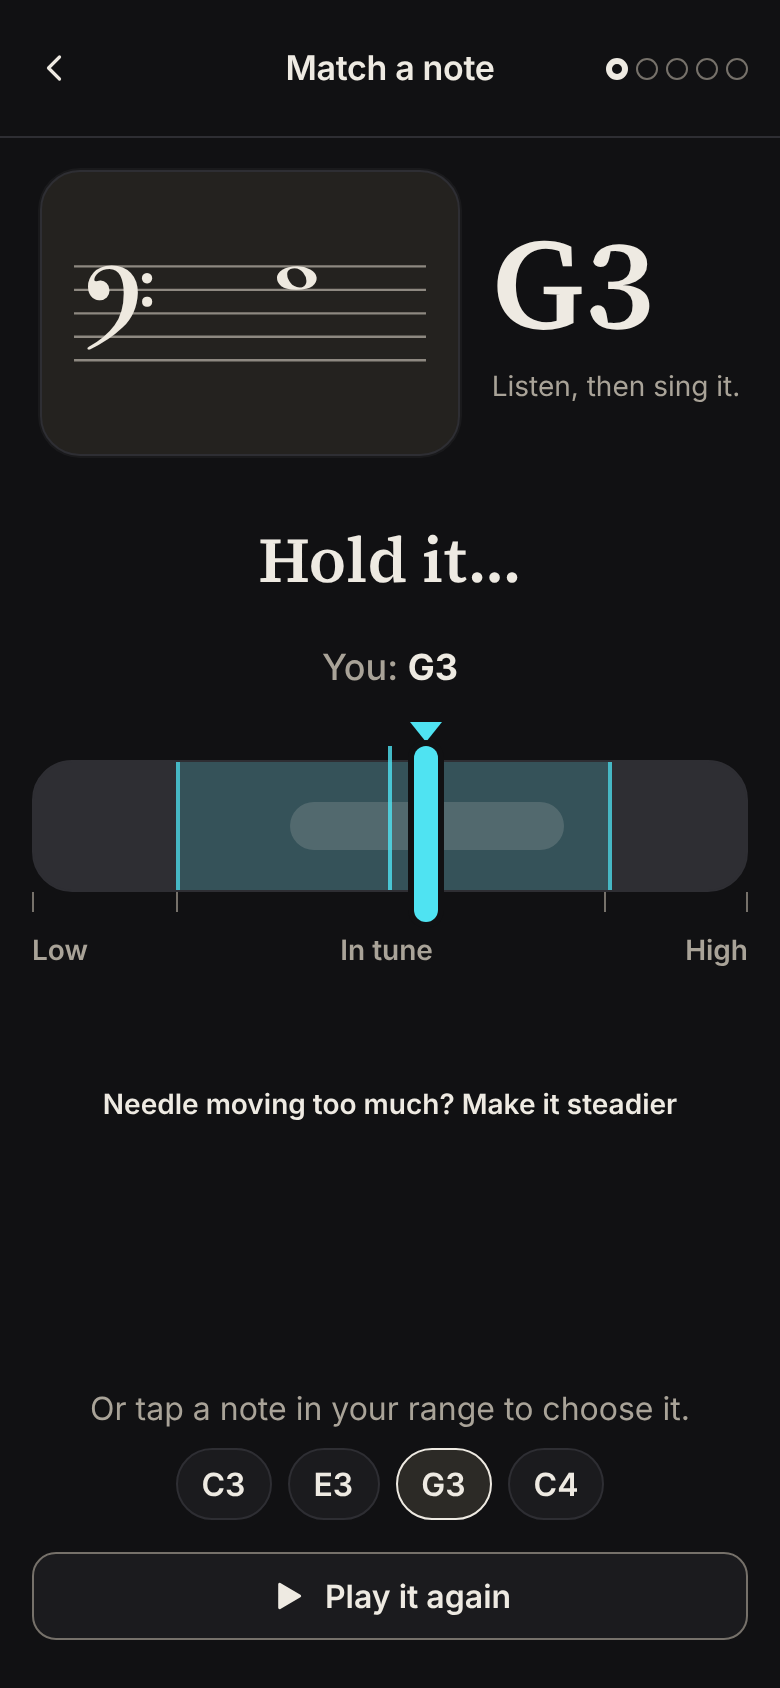 Match a note
G3
Listen, then sing it.
Hold it...
You: G3
Low In tune High
Needle moving too much? Make it steadier
Or tap a note in your range to choose it.
C3 E3 G3 C4
Play it again